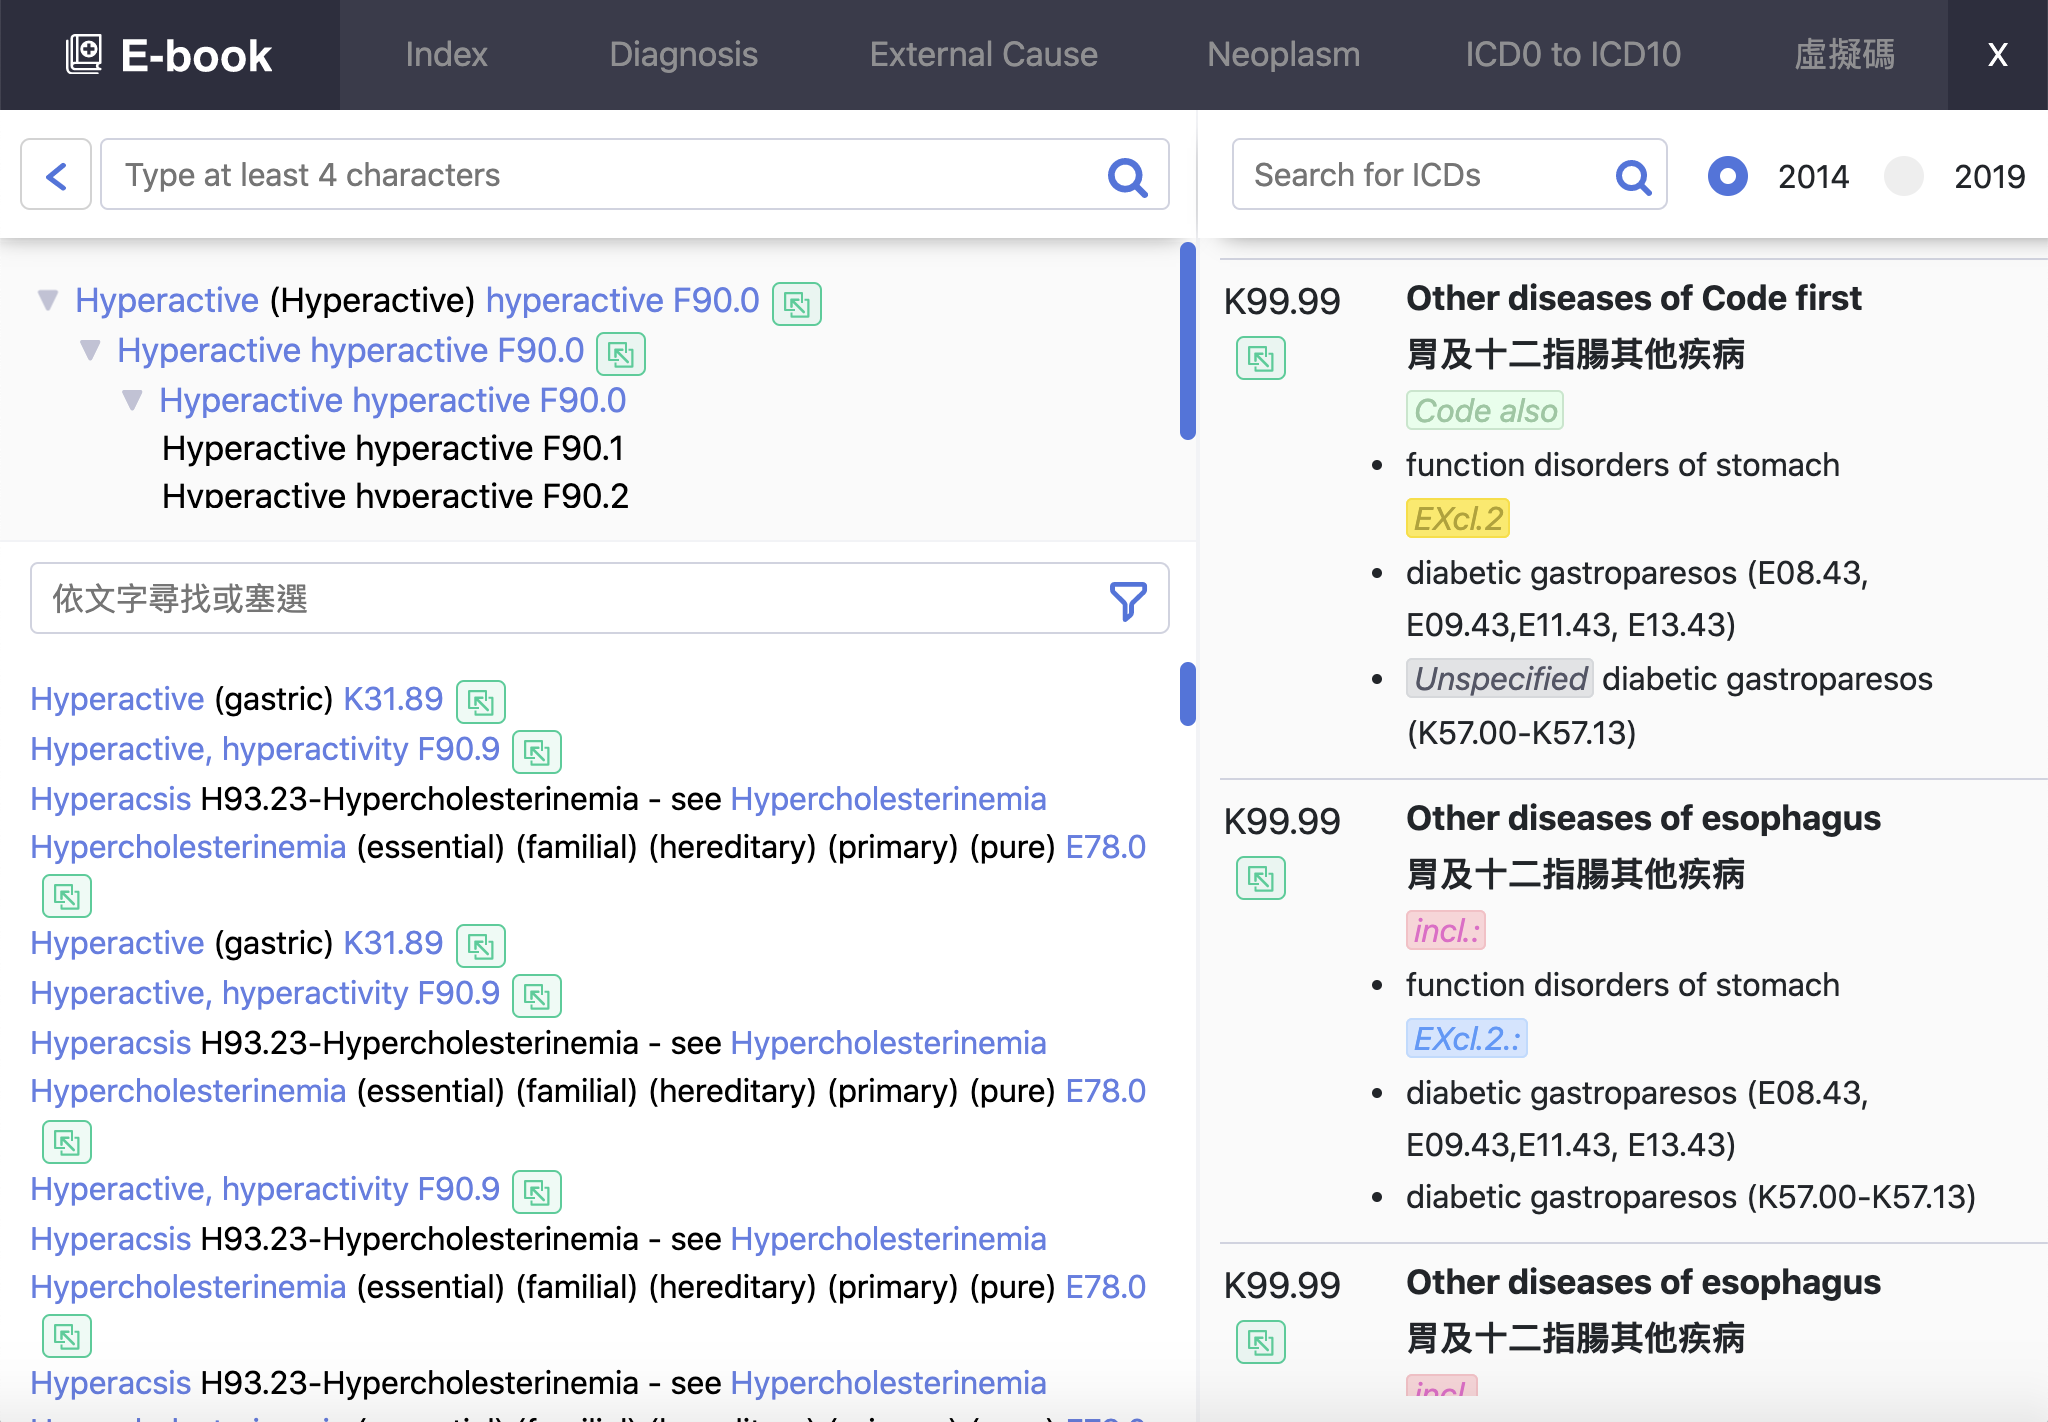 E-book
Index
Diagnosis
External Cause
Neoplasm
ICD0 to ICD10
虛擬碼
X
Type at least 4 characters
Hyperactive (Hyperactive) hyperactive F90.0
Hyperactive hyperactive F90.0
Hyperactive hyperactive F90.0
Hyperactive hyperactive F90.1
Hyperactive hyperactive F90.2
依文字尋找或塞選
Hyperactive (gastric) K31.89
Hyperactive, hyperactivity F90.9
Hyperacsis H93.23-Hypercholesterinemia - see Hypercholesterinemia
Hypercholesterinemia (essential) (familial) (hereditary) (primary) (pure) E78.0
Hyperactive (gastric) K31.89
Hyperactive, hyperactivity F90.9
Hyperacsis H93.23-Hypercholesterinemia - see Hypercholesterinemia
Hypercholesterinemia (essential) (familial) (hereditary) (primary) (pure) E78.0
Hyperactive, hyperactivity F90.9
Hyperacsis H93.23-Hypercholesterinemia - see Hypercholesterinemia
Hypercholesterinemia (essential) (familial) (hereditary) (primary) (pure) E78.0
Hyperacsis H93.23-Hypercholesterinemia - see Hypercholesterinemia
Search for ICDs
2014
2019
K99.99
Other diseases of Code first
胃及十二指腸其他疾病
Code also
• function disorders of stomach
EXcl.2
• diabetic gastroparesos (E08.43,
E09.43,E11.43, E13.43)
• Unspecified diabetic gastroparesos
(K57.00-K57.13)
K99.99
Other diseases of esophagus
胃及十二指腸其他疾病
incl.:
• function disorders of stomach
EXcl.2.:
• diabetic gastroparesos (E08.43,
E09.43,E11.43, E13.43)
• diabetic gastroparesos (K57.00-K57.13)
K99.99
Other diseases of esophagus
胃及十二指腸其他疾病